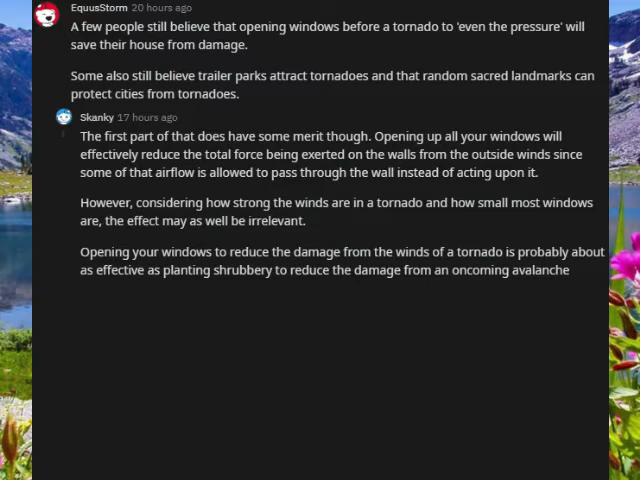 EquusStorm 20 hours ago
A few people still believe that opening windows before a tornado to 'even the pressure' will
save their house from damage.
Some also still believe trailer parks attract tornadoes and that random sacred landmarks can
protect cities from tornadoes.
Skanky 17 hours ago
The first part of that does have some merit though. Opening up all your windows will
effectively reduce the total force being exerted on the walls from the outside winds since
some of that airflow is allowed to pass through the wall instead of acting upon it.
However, considering how strong the winds are in a tornado and how small most windows
are, the effect may as well be irrelevant.
Opening your windows to reduce the damage from the winds of a tornado is probably about
as effective as planting shrubbery to reduce the damage from an oncoming avalanche